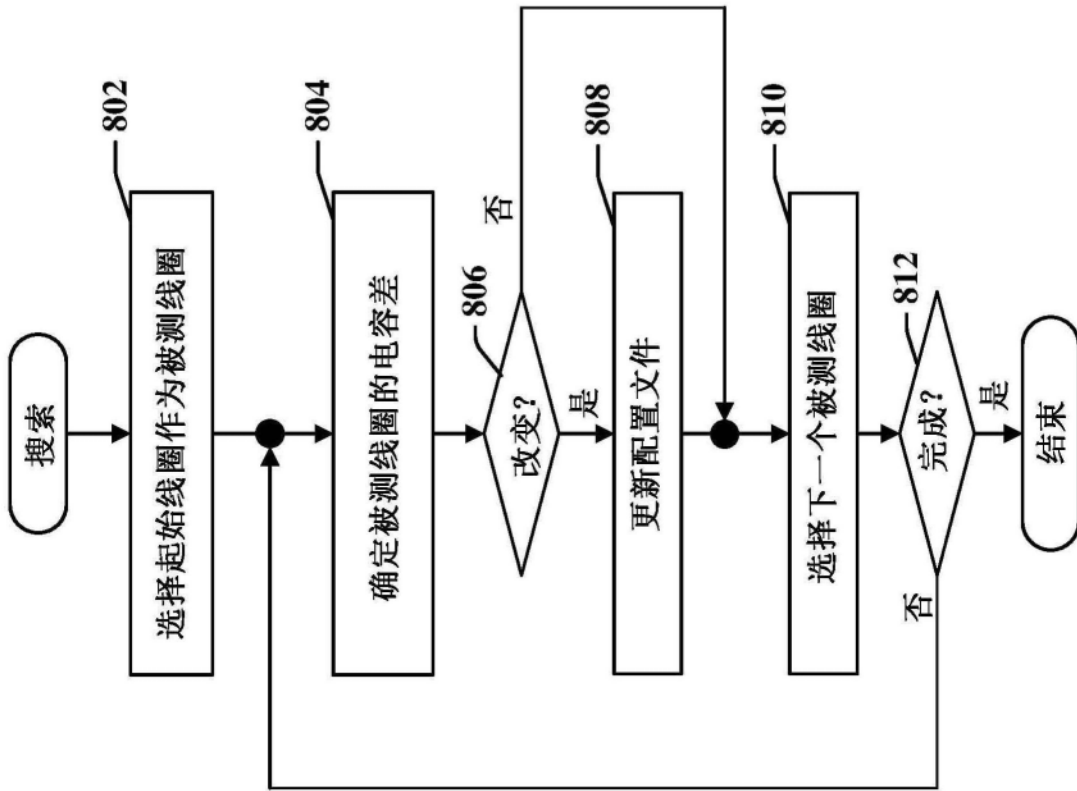 搜索
802
选择起始线圈作为被测线圈
804
确定被测线圈的电容差
806
改变?
否
是
808
更新配置文件
810
选择下一个被测线圈
812
完成?
否
是
结束